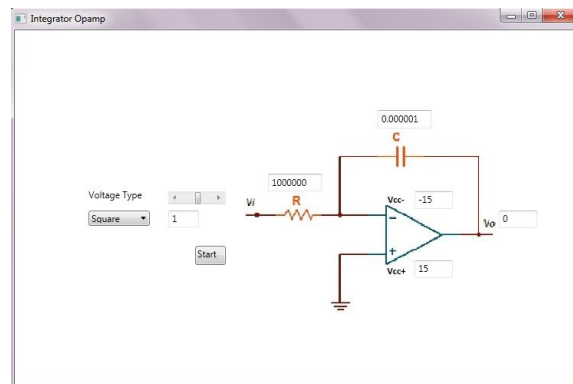 Integrator Opamp
0.000001
C
1000000
R
Voltage Type
Square
1
Vi
Vcc- -15
Vo 0
Vcc+ 15
Start